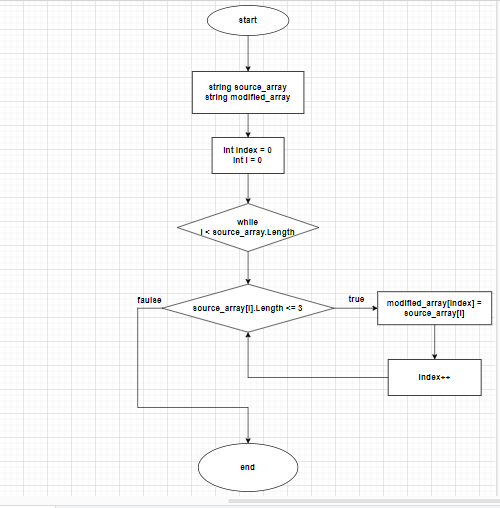 start
string source_array
string modified_array
int index = 0
int i = 0
while
i < source_array.Length
faulse
source_array[i].Length <= 3
true
modified_array[index] =
source_array[i]
index++
end